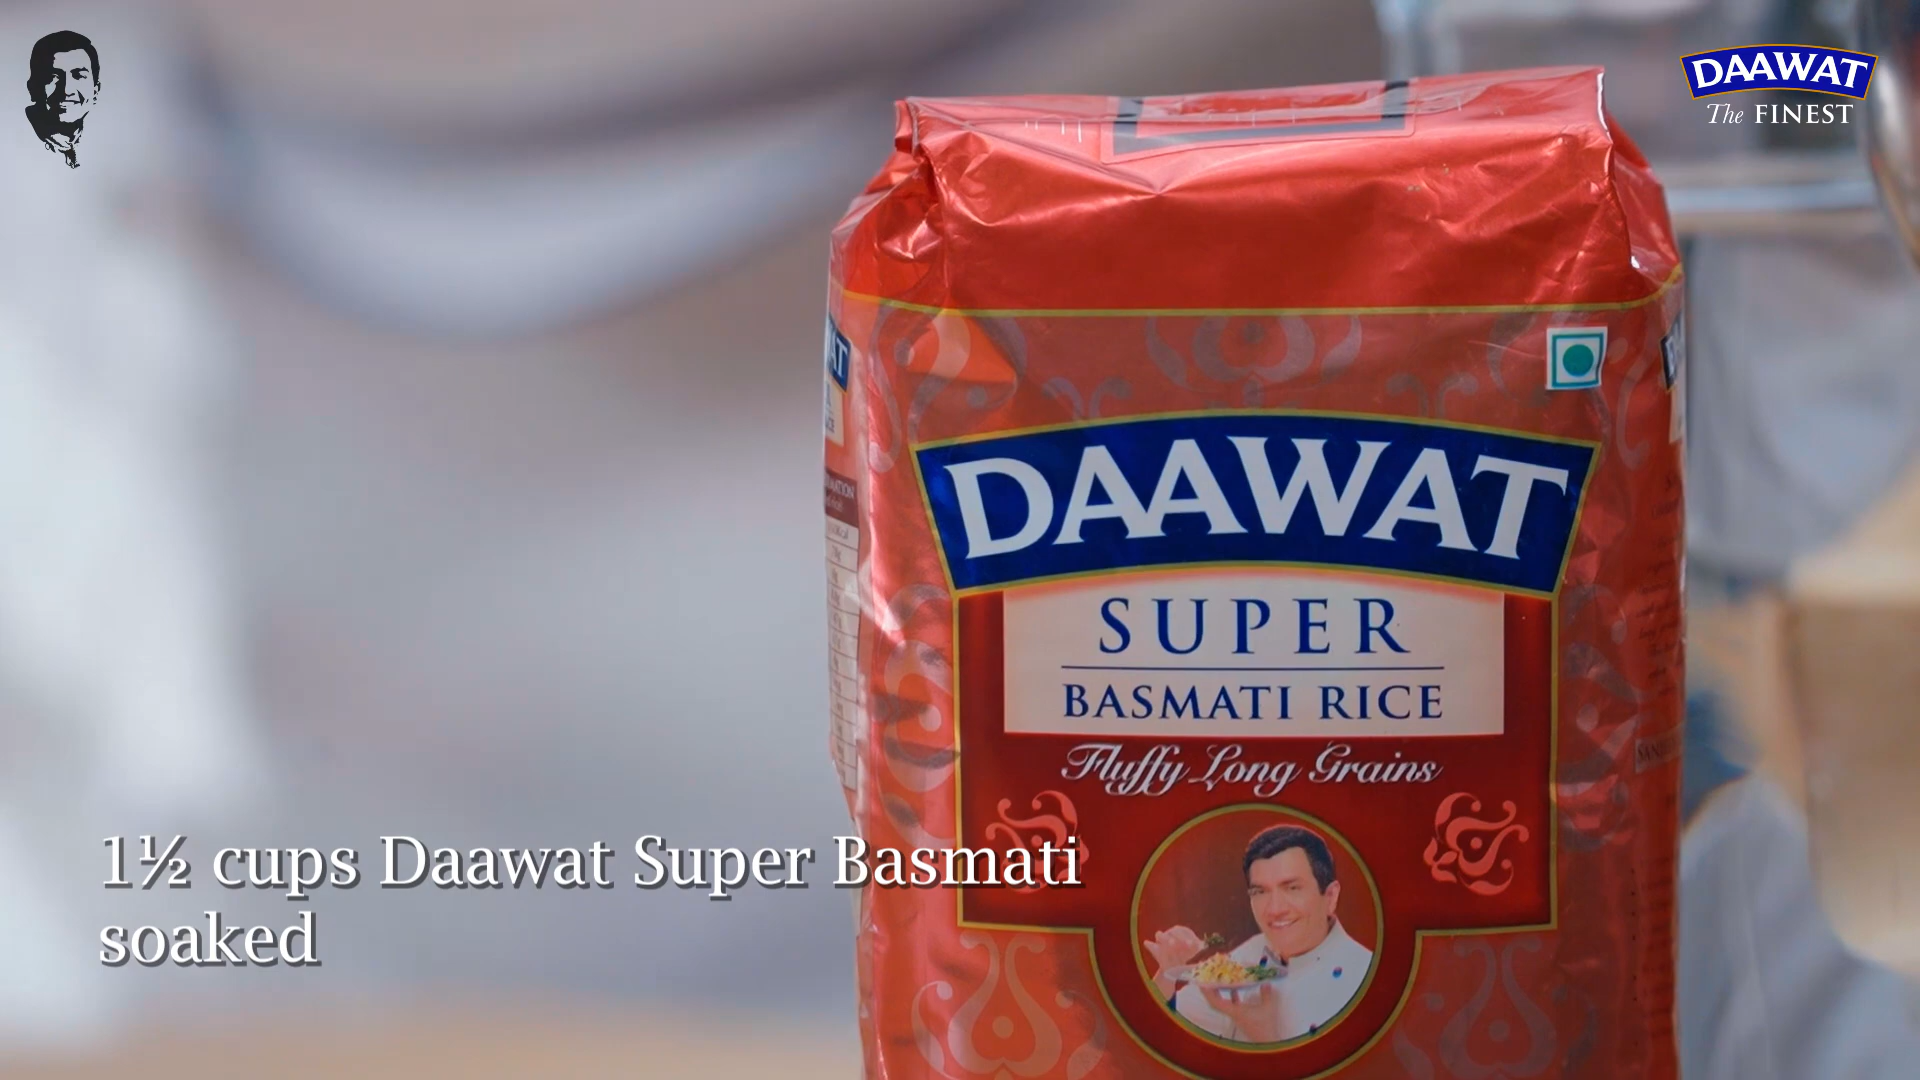 DAAWAT
The FINEST
DAAWAT
SUPER
BASMATI RICE
Fluffy Long Grains
1½ cups Daawat Super Basmati
soaked